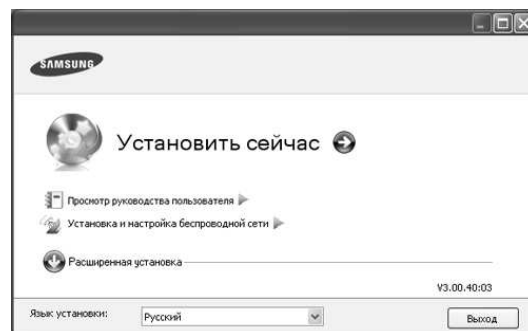 SAMSUNG
Установить сейчас
Просмотр руководства пользователя
Установка и настройка беспроводной сети
Расширенная установка
V3.00.40:03
Язык установки: Русский Выход